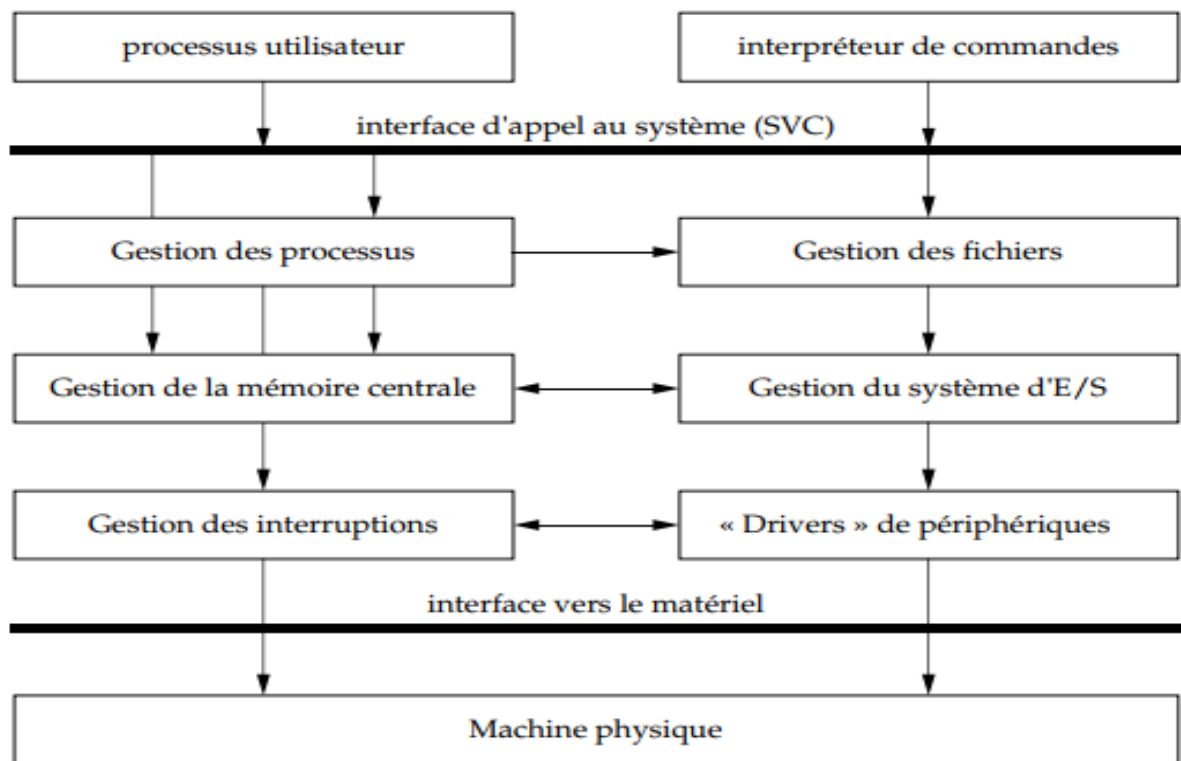 processus utilisateur
interpréteur de commandes
interface d'appel au système (SVC)
Gestion des processus
Gestion des fichiers
Gestion de la mémoire centrale
Gestion du système d'E/S
Gestion des interruptions
« Drivers » de périphériques
interface vers le matériel
Machine physique